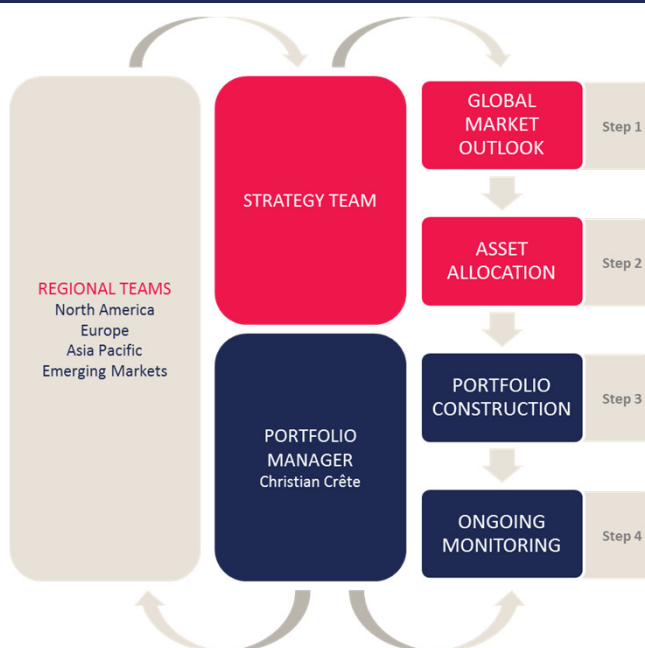 REGIONAL TEAMS
North America
Europe
Asia Pacific
Emerging Markets
STRATEGY TEAM
PORTFOLIO
MANAGER
Christian Crête
GLOBAL
MARKET
OUTLOOK
Step 1
ASSET
ALLOCATION
Step 2
PORTFOLIO
CONSTRUCTION
Step 3
ONGOING
MONITORING
Step 4